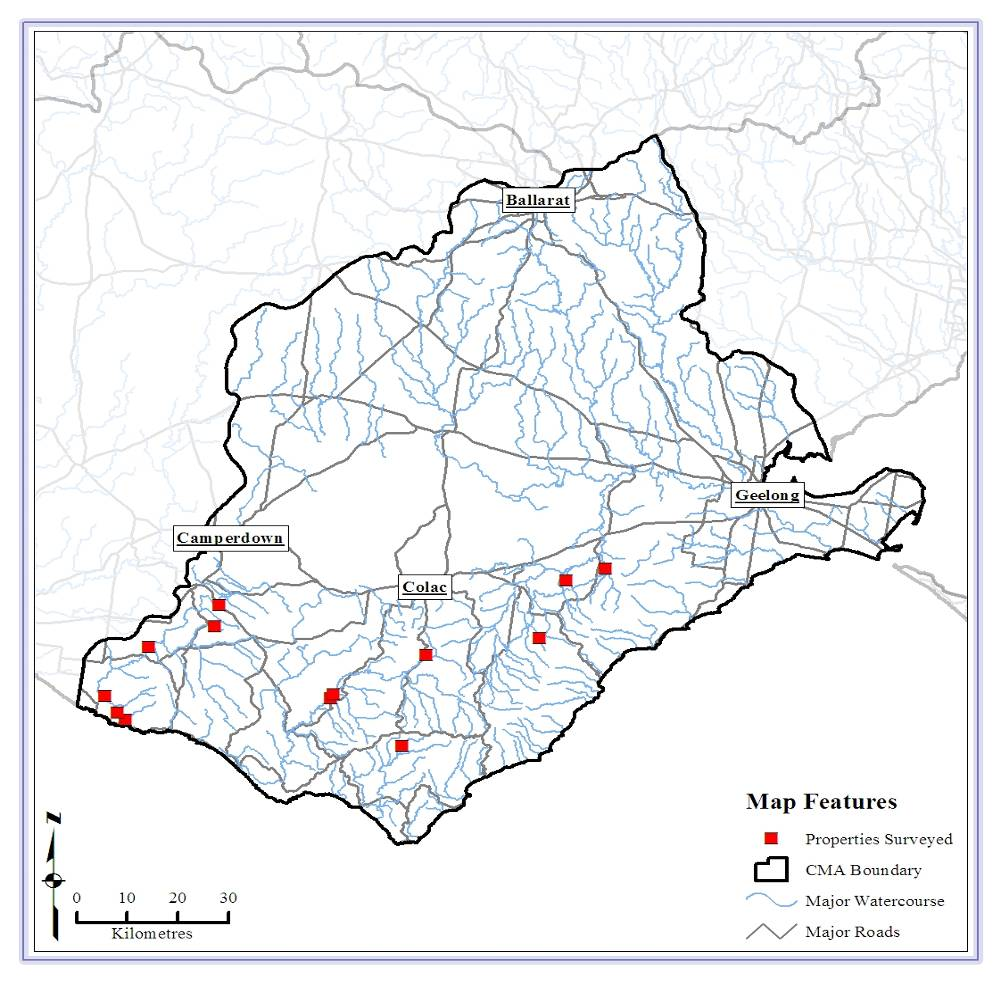 Ballarat
Geelong
Camperdown
Colac
Map Features
Properties Surveyed
CMA Boundary
Major Watercourse
Major Roads
N
0 10 20 30
Kilometres